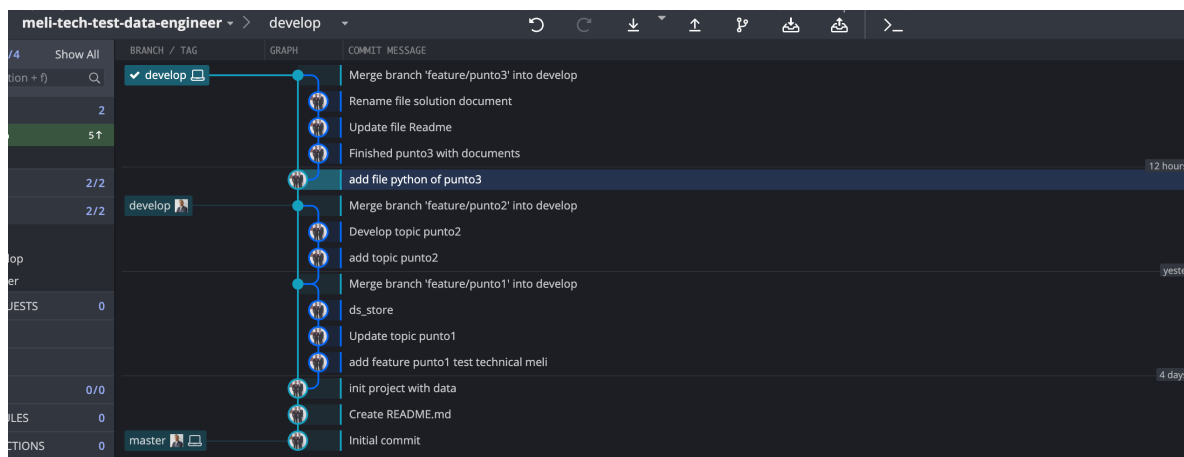 meli-tech-test-data-engineer develop
/4 Show All
BRANCH / TAG GRAPH COMMIT MESSAGE
tion + f)
develop Merge branch 'feature/punto3' into develop
Rename file solution document
2
Update file Readme
5↑
Finished punto3 with documents
12 hour
add file python of punto3
2/2
develop Merge branch 'feature/punto2' into develop
2/2
Develop topic punto2
add topic punto2
lop
yeste
Merge branch 'feature/punto1' into develop
er
ds_store
UESTS 0
Update topic punto1
add feature punto1 test technical meli
4 day
init project with data
0/0
Create README.md
ULES 0
master Initial commit
CTIONS 0